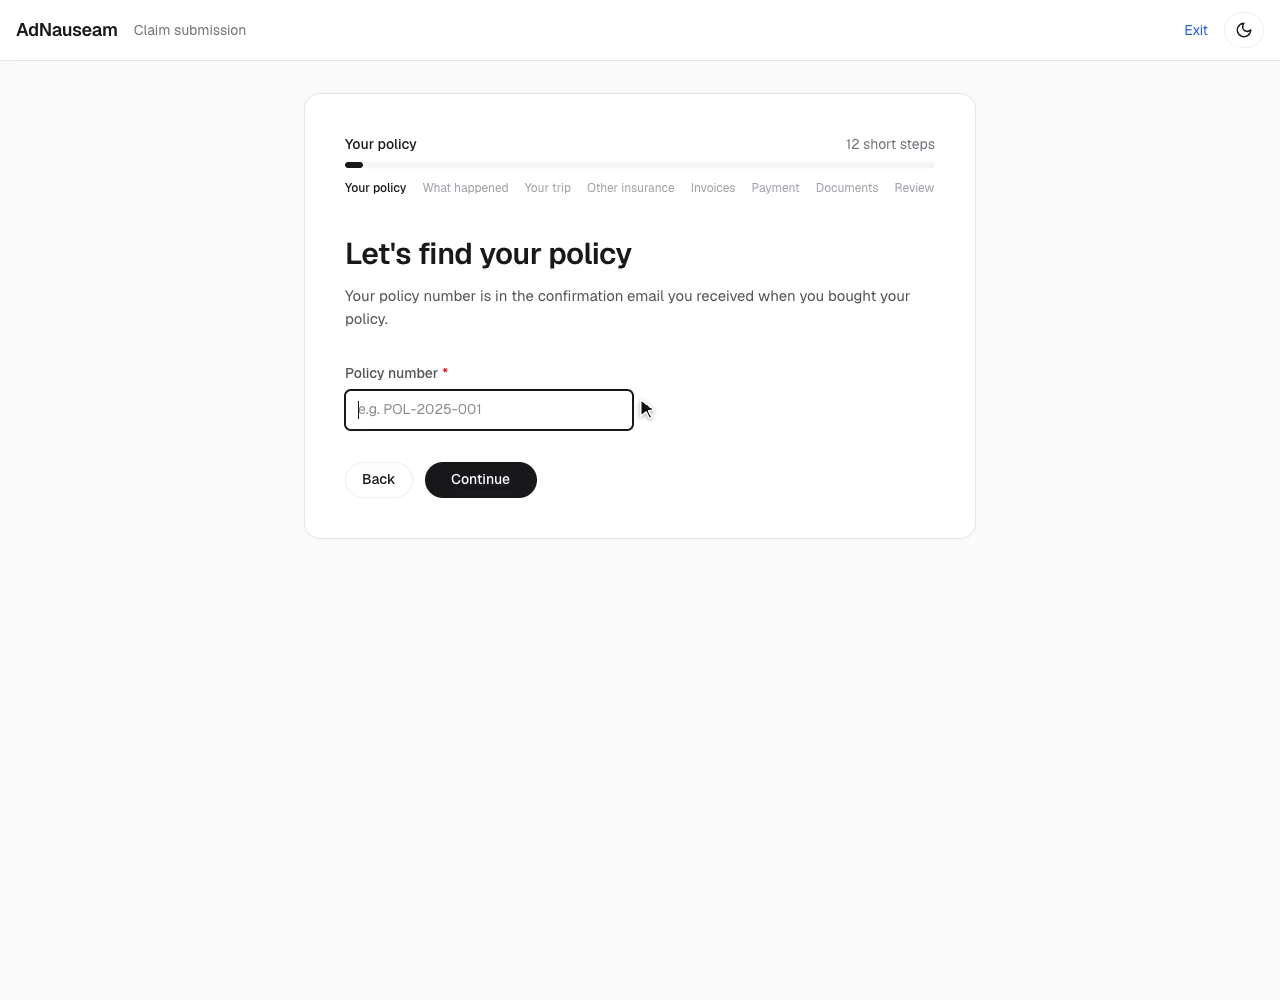 AdNauseam Claim submission Exit
Your policy 12 short steps
Your policy What happened Your trip Other insurance Invoices Payment Documents Review
Let's find your policy
Your policy number is in the confirmation email you received when you bought your
policy.
Policy number *
e.g. POL-2025-001
Back Continue